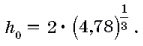 h₀ = 2 · (4,78)^{1/3} .